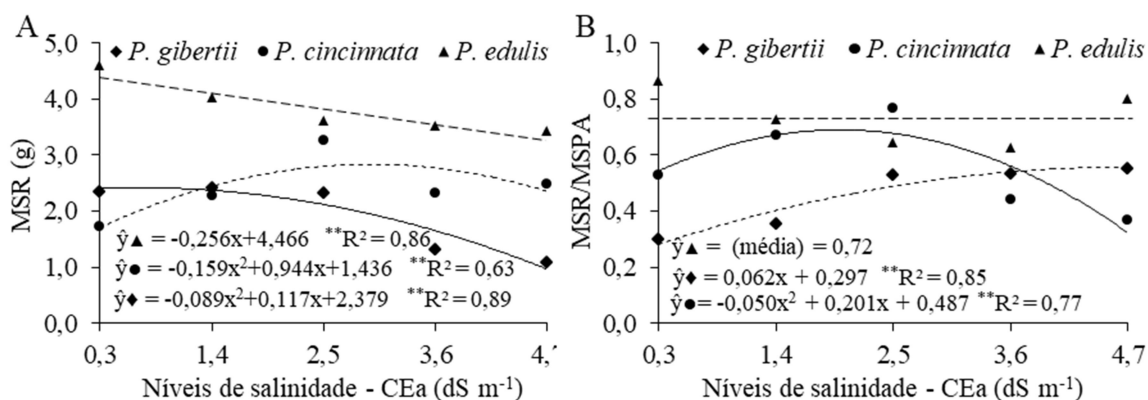 A
5,0
◆ P. gibertii ● P. cincinnata ▲ P. edulis
4,0
3,0
2,0
1,0
0,0
MSR (g)
ŷ▲ = -0,256x+4,466 **R² = 0,86
ŷ● = -0,159x²+0,944x+1,436 **R² = 0,63
ŷ◆ = -0,089x²+0,117x+2,379 **R² = 0,89
0,3 1,4 2,5 3,6 4,
Níveis de salinidade - CEa (dS m⁻¹)
B
1,0
◆ P. gibertii ● P. cincinnata ▲ P. edulis
0,8
0,6
0,4
0,2
0,0
MSR/MSPA
ŷ▲ = (média) = 0,72
ŷ◆ = 0,062x + 0,297 **R² = 0,85
ŷ● = -0,050x² + 0,201x + 0,487 **R² = 0,77
0,3 1,4 2,5 3,6 4,7
Níveis de salinidade - CEa (dS m⁻¹)